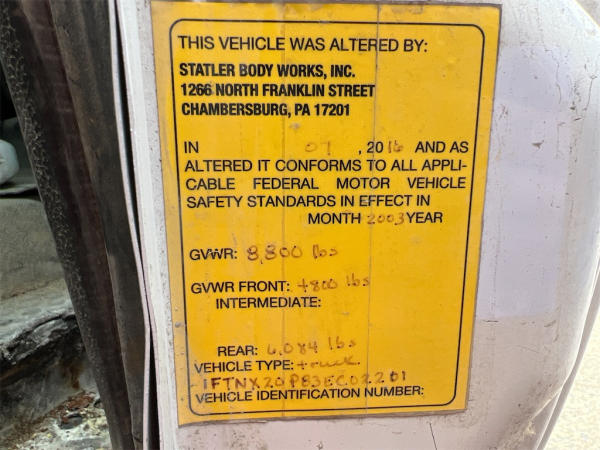 THIS VEHICLE WAS ALTERED BY:
STATLER BODY WORKS, INC.
1266 NORTH FRANKLIN STREET
CHAMBERSBURG, PA 17201
IN 07 , 2016 AND AS
ALTERED IT CONFORMS TO ALL APPLI-
CABLE FEDERAL MOTOR VEHICLE
SAFETY STANDARDS IN EFFECT IN
MONTH 2003 YEAR
GVWR: 8,800 lbs
GVWR FRONT: 4800 lbs
INTERMEDIATE:
REAR: 6,084 lbs
VEHICLE TYPE: truck
1FTNX20P83EC02201
VEHICLE IDENTIFICATION NUMBER: